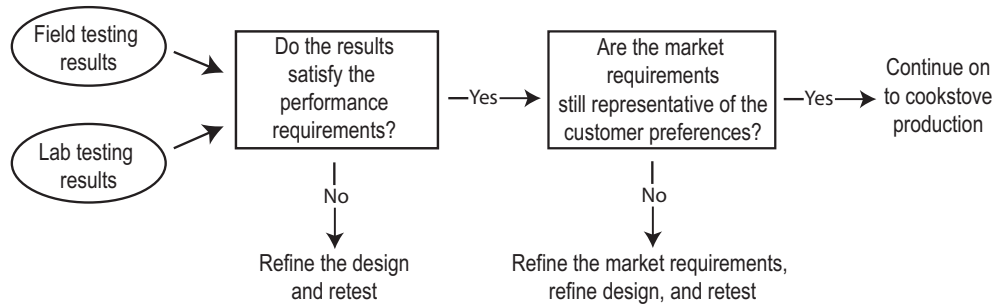 Field testing
results
Lab testing
results
Do the results
satisfy the
performance
requirements?
Yes
No
Refine the design
and retest
Are the market
requirements
still representative of the
customer preferences?
Yes
No
Refine the market requirements,
refine design, and retest
Continue on
to cookstove
production